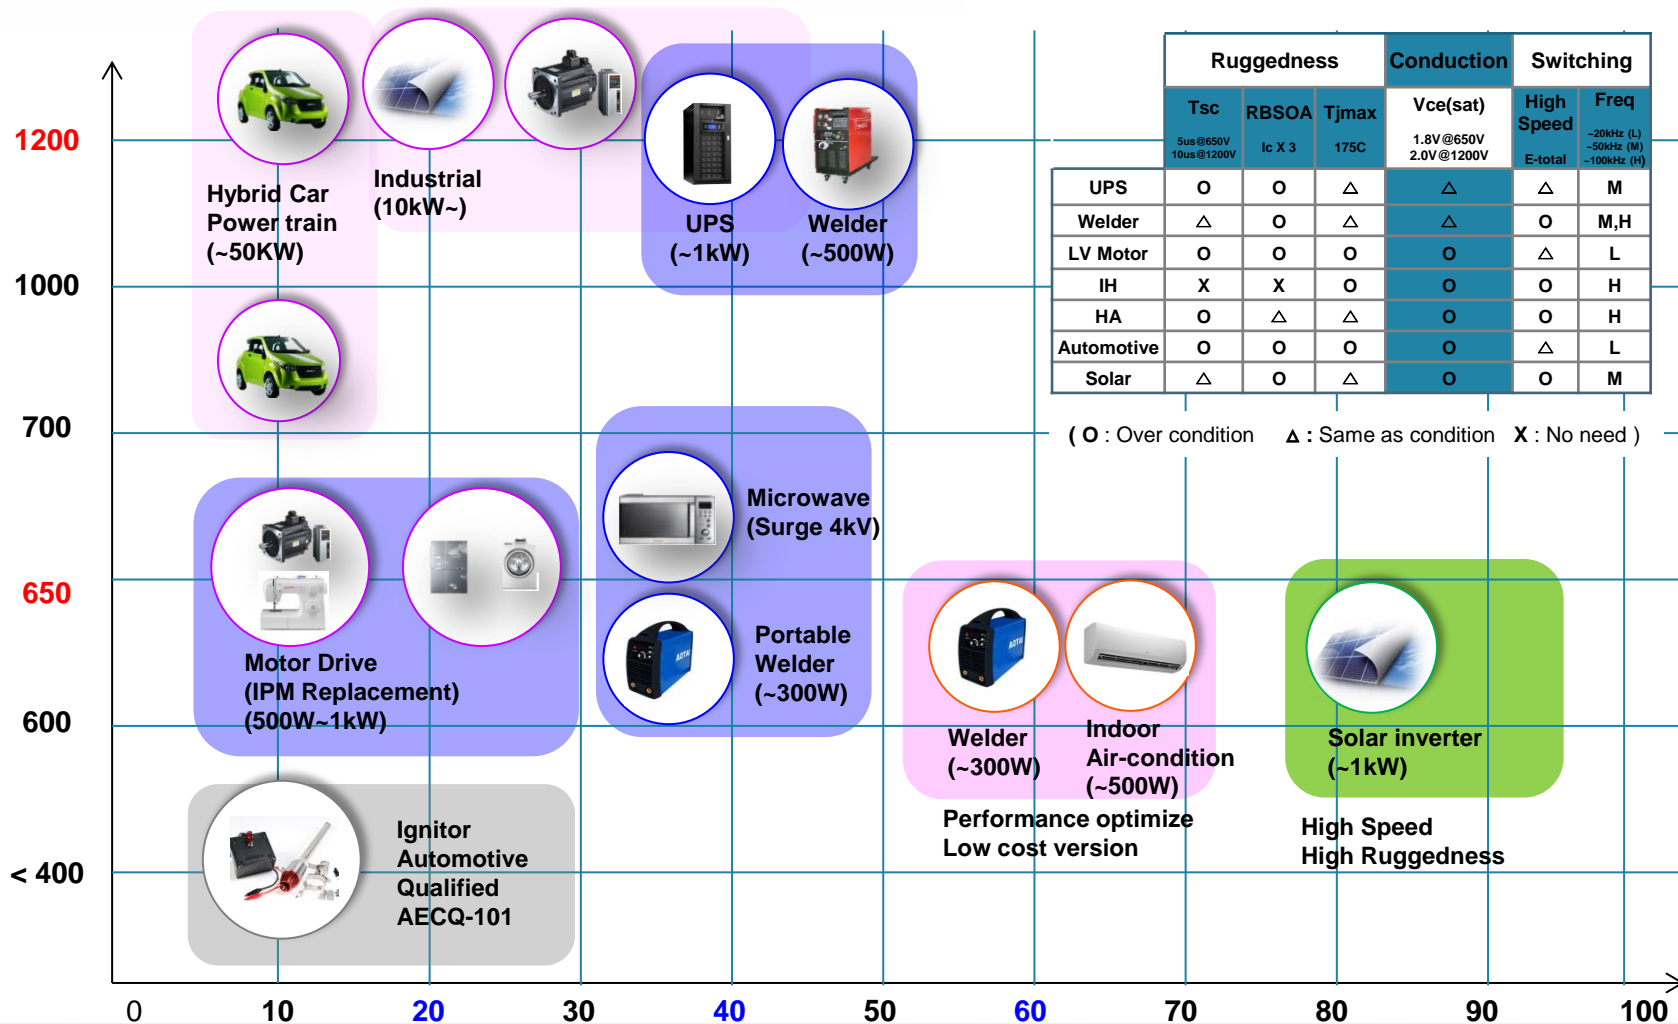 1200
1000
700
650
600
< 400
0 10 20 30 40 50 60 70 80 90 100
Hybrid Car
Power train
(~50KW)
Industrial
(10kW~)
UPS
(~1kW)
Welder
(~500W)
Ruggedness Conduction Switching
Tsc RBSOA Tjmax Vce(sat) High Speed Freq
5us@650V
10us@1200V
Ic X 3
175C
1.8V@650V
2.0V@1200V
E-total
~20kHz (L)
~50kHz (M)
~100kHz (H)
UPS O O △ △ △ M
Welder △ O △ △ O M,H
LV Motor O O O O △ L
IH X X O O O H
HA O △ △ O O H
Automotive O O O O △ L
Solar △ O △ O O M
( O : Over condition △ : Same as condition X : No need )
Microwave
(Surge 4kV)
Portable
Welder
(~300W)
AOTAI
Motor Drive
(IPM Replacement)
(500W~1kW)
Welder
(~300W)
AOTAI
Indoor
Air-condition
(~500W)
Performance optimize
Low cost version
Solar inverter
(~1kW)
High Speed
High Ruggedness
Ignitor
Automotive
Qualified
AECQ-101